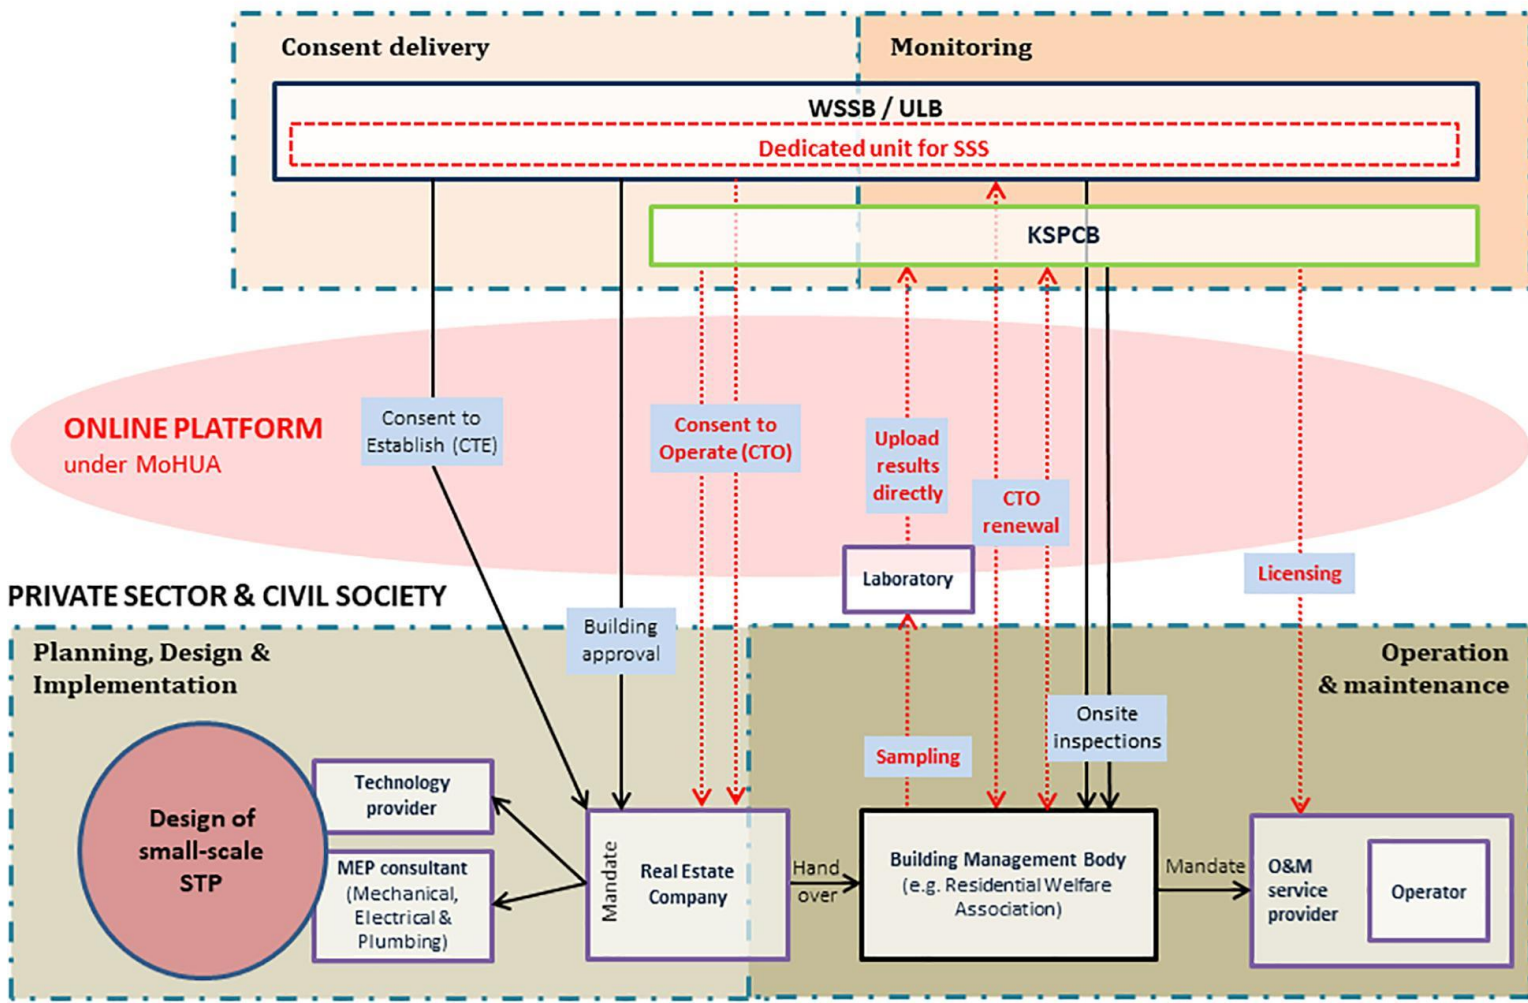 Consent delivery
Monitoring
WSSB / ULB
Dedicated unit for SSS
KSPCB
ONLINE PLATFORM
under MoHUA
Consent to
Establish (CTE)
Consent to
Operate (CTO)
Upload
results
directly
CTO
renewal
Laboratory
Licensing
PRIVATE SECTOR & CIVIL SOCIETY
Building
approval
Planning, Design &
Implementation
Operation
& maintenance
Sampling
Onsite
inspections
Design of
small-scale
STP
Technology
provider
MEP consultant
(Mechanical,
Electrical &
Plumbing)
Mandate
Real Estate
Company
Hand
over
Building Management Body
(e.g. Residential Welfare
Association)
Mandate
O&M
service
provider
Operator